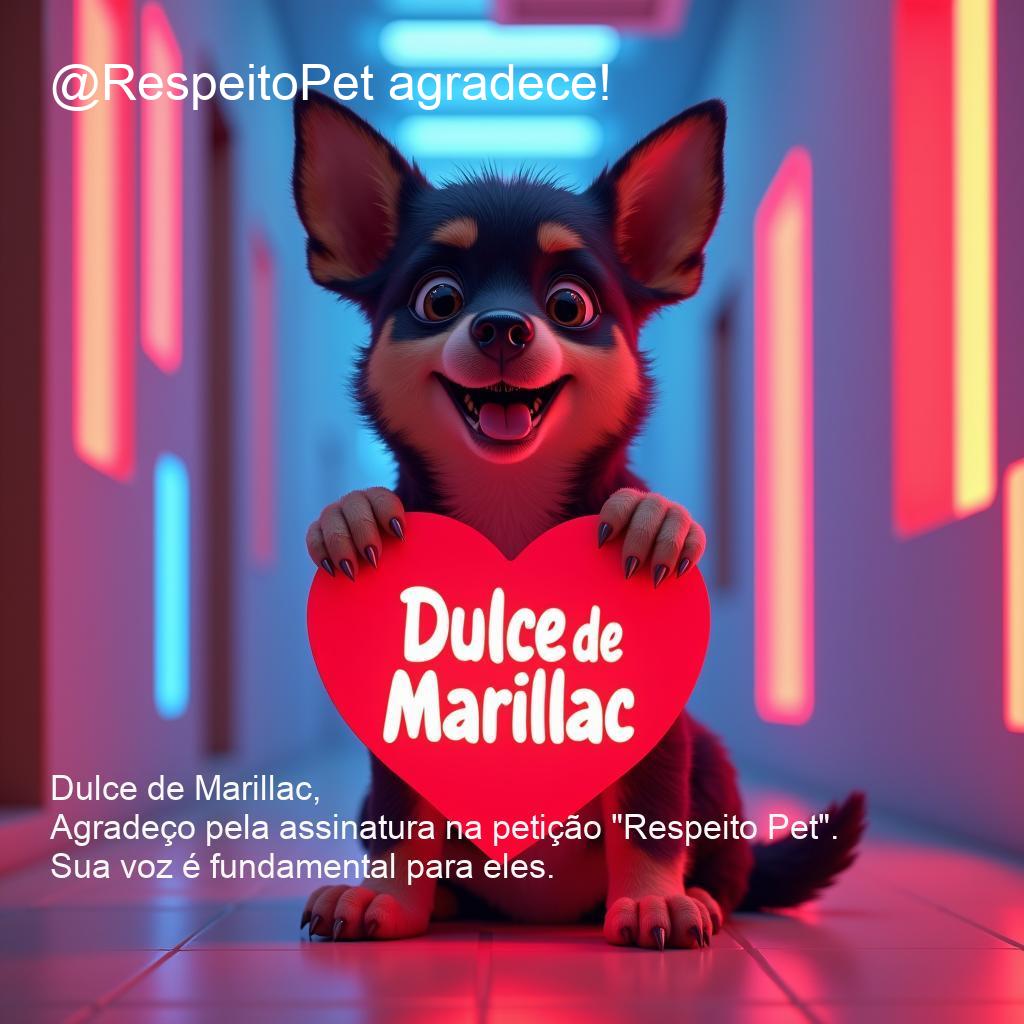 @RespeitoPet agradece!
Dulce de
Marillac
Dulce de Marillac,
Agradeço pela assinatura na petição "Respeito Pet".
Sua voz é fundamental para eles.